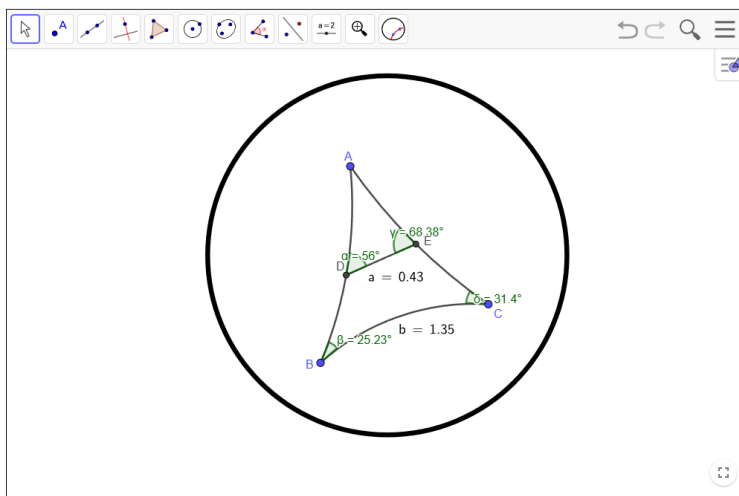 A
a = 2
A
γ = 68.38°
E
α = 56°
D
a = 0.43
δ = 31.4°
C
b = 1.35
β = 25.23°
B